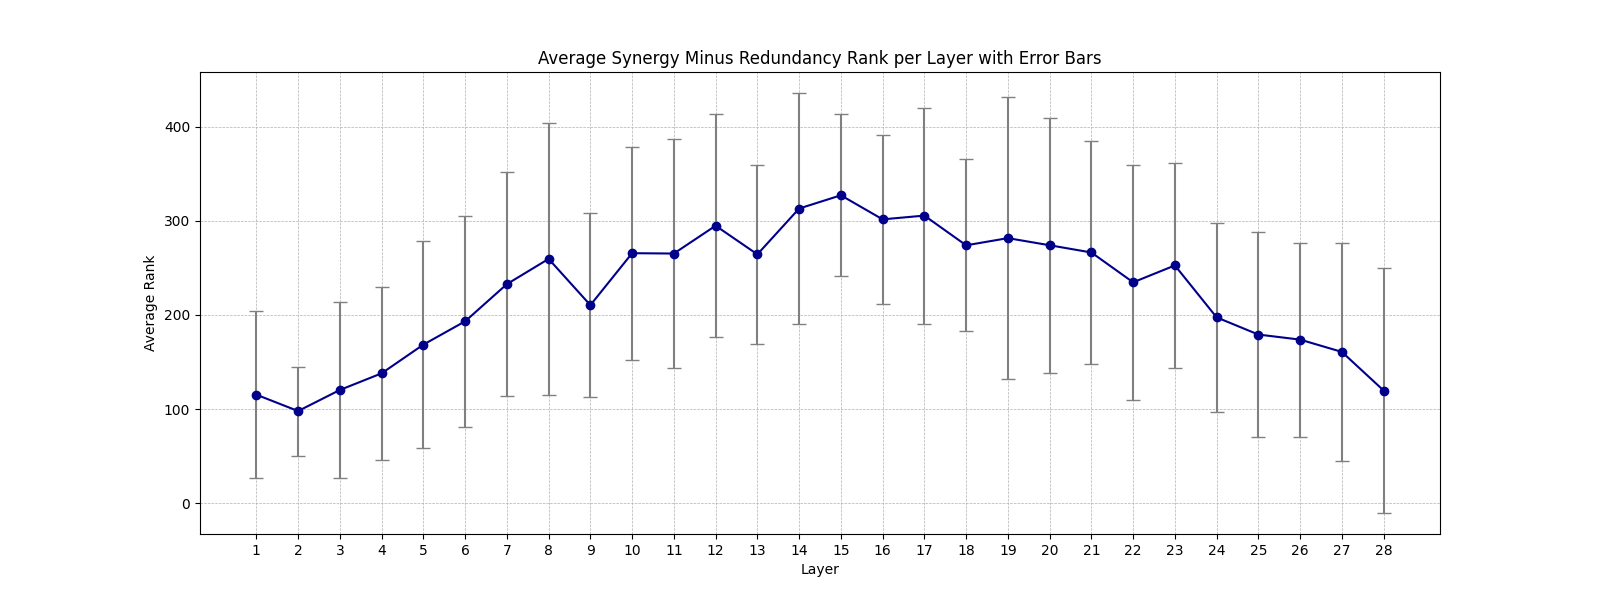 Average Synergy Minus Redundancy Rank per Layer with Error Bars
Average Rank
400
300
200
100
0
1 2 3 4 5 6 7 8 9 10 11 12 13 14 15 16 17 18 19 20 21 22 23 24 25 26 27 28
Layer